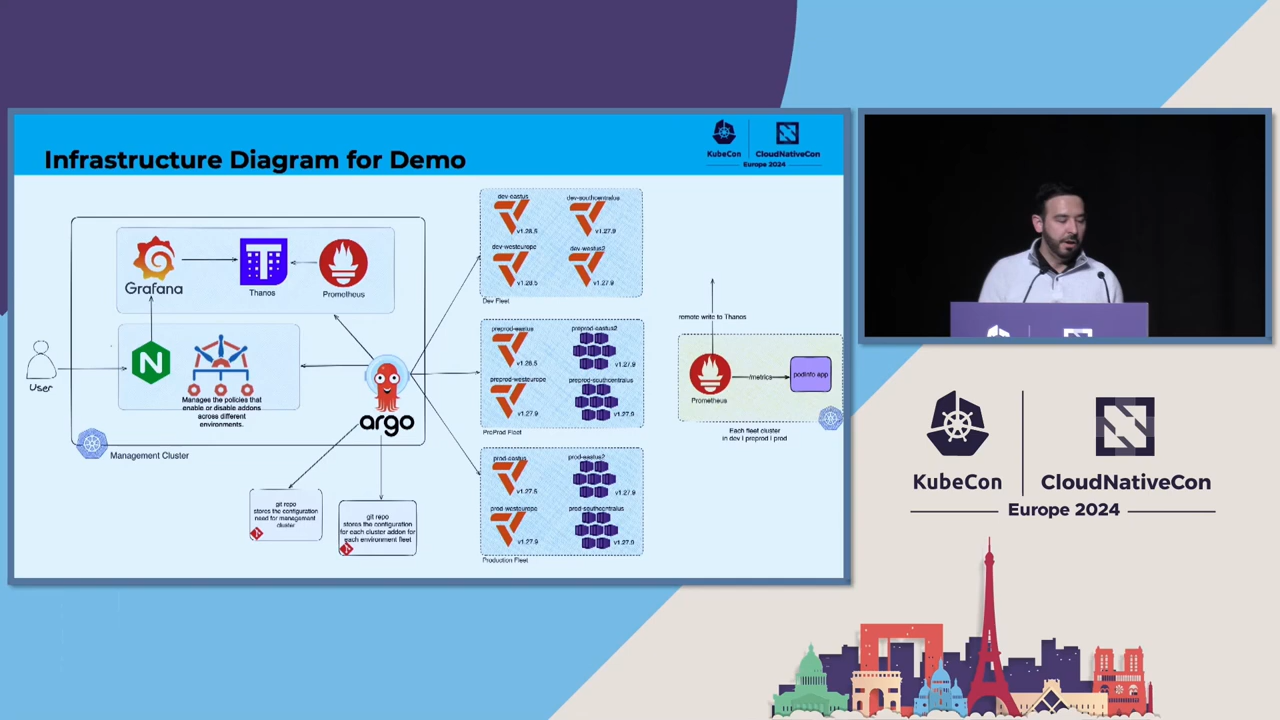 Infrastructure Diagram for Demo
KubeCon
CloudNativeCon
Europe 2024
Grafana
Thanos
Prometheus
User
N
Manages the policies that
enable or disable addons
across different
environments.
argo
Management Cluster
git repo
stores the configuration
need for management
cluster
git repo
stores the configuration
for each cluster addon for
each environment fleet
dev-eastus
v1.28.5
dev-southcentralus
v1.27.9
dev-westeurope
v1.28.5
dev-westus2
v1.27.9
Dev Fleet
preprod-eastus
v1.28.5
preprod-eastus2
v1.27.9
preprod-westeurope
v1.27.9
preprod-southcentralus
v1.27.9
PreProd Fleet
prod-eastus
v1.27.9
prod-eastus2
v1.27.9
prod-westeurope
v1.27.9
prod-southcentralus
v1.27.9
Production Fleet
remote write to Thanos
Prometheus
/metrics
podinfo app
Each fleet cluster
in dev | preprod | prod
KubeCon
CloudNativeCon
Europe 2024